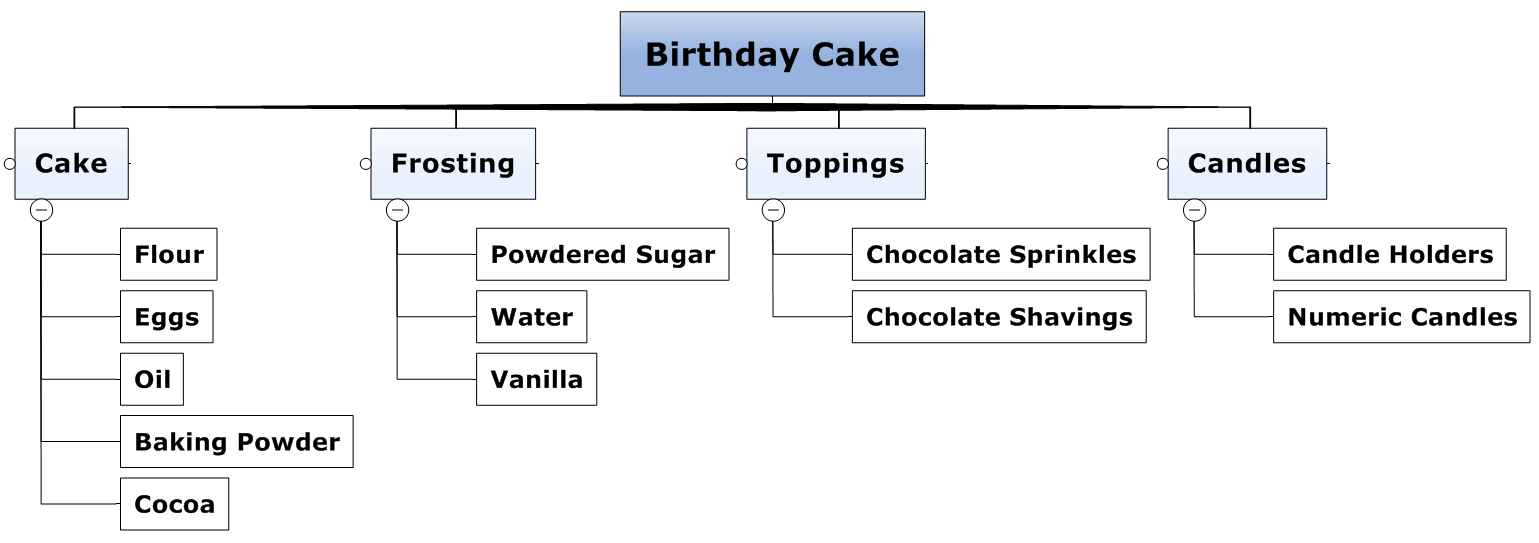 Birthday Cake
Cake
Flour
Eggs
Oil
Baking Powder
Cocoa
Frosting
Powdered Sugar
Water
Vanilla
Toppings
Chocolate Sprinkles
Chocolate Shavings
Candles
Candle Holders
Numeric Candles